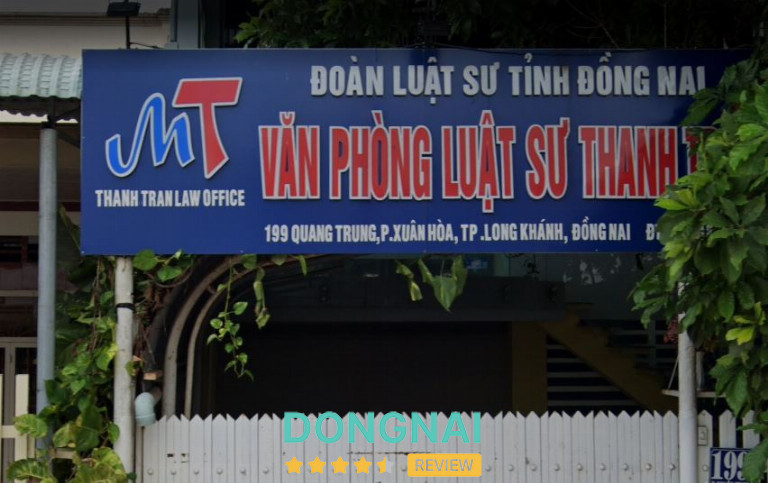 ĐOÀN LUẬT SƯ TỈNH ĐỒNG NAI
MT
VĂN PHÒNG LUẬT SƯ THANH
THANH TRAN LAW OFFICE
199 QUANG TRUNG,P.XUÂN HÒA, TP .LONG KHÁNH, ĐỒNG NAI
DONGNAI
REVIEW
199